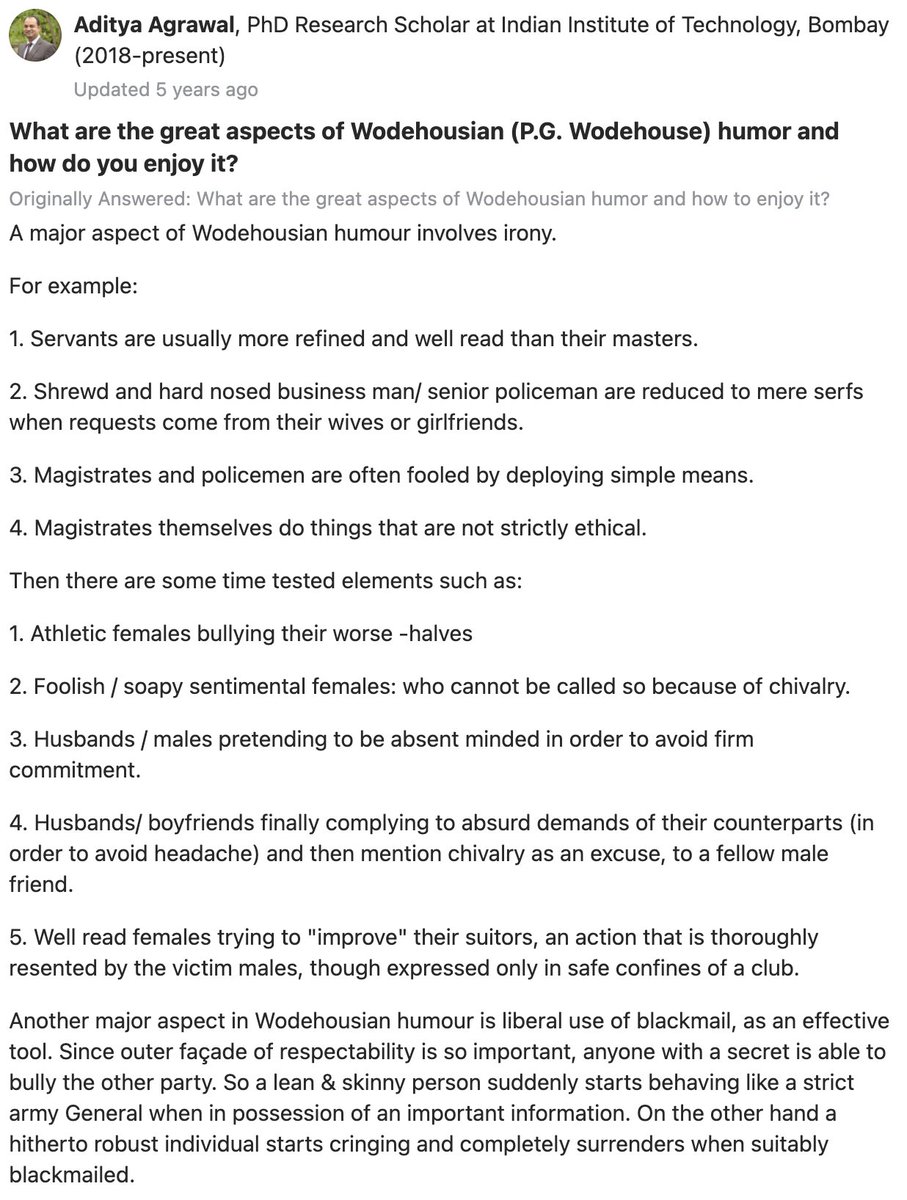 Aditya Agrawal, PhD Research Scholar at Indian Institute of Technology, Bombay
(2018-present)
Updated 5 years ago
What are the great aspects of Wodehousian (P.G. Wodehouse) humor and
how do you enjoy it?
Originally Answered: What are the great aspects of Wodehousian humor and how to enjoy it?
A major aspect of Wodehousian humour involves irony.
For example:
1. Servants are usually more refined and well read than their masters.
2. Shrewd and hard nosed business man/ senior policeman are reduced to mere serfs
when requests come from their wives or girlfriends.
3. Magistrates and policemen are often fooled by deploying simple means.
4. Magistrates themselves do things that are not strictly ethical.
Then there are some time tested elements such as:
1. Athletic females bullying their worse -halves
2. Foolish / soapy sentimental females: who cannot be called so because of chivalry.
3. Husbands / males pretending to be absent minded in order to avoid firm
commitment.
4. Husbands/ boyfriends finally complying to absurd demands of their counterparts (in
order to avoid headache) and then mention chivalry as an excuse, to a fellow male
friend.
5. Well read females trying to "improve" their suitors, an action that is thoroughly
resented by the victim males, though expressed only in safe confines of a club.
Another major aspect in Wodehousian humour is liberal use of blackmail, as an effective
tool. Since outer façade of respectability is so important, anyone with a secret is able to
bully the other party. So a lean & skinny person suddenly starts behaving like a strict
army General when in possession of an important information. On the other hand a
hitherto robust individual starts cringing and completely surrenders when suitably
blackmailed.